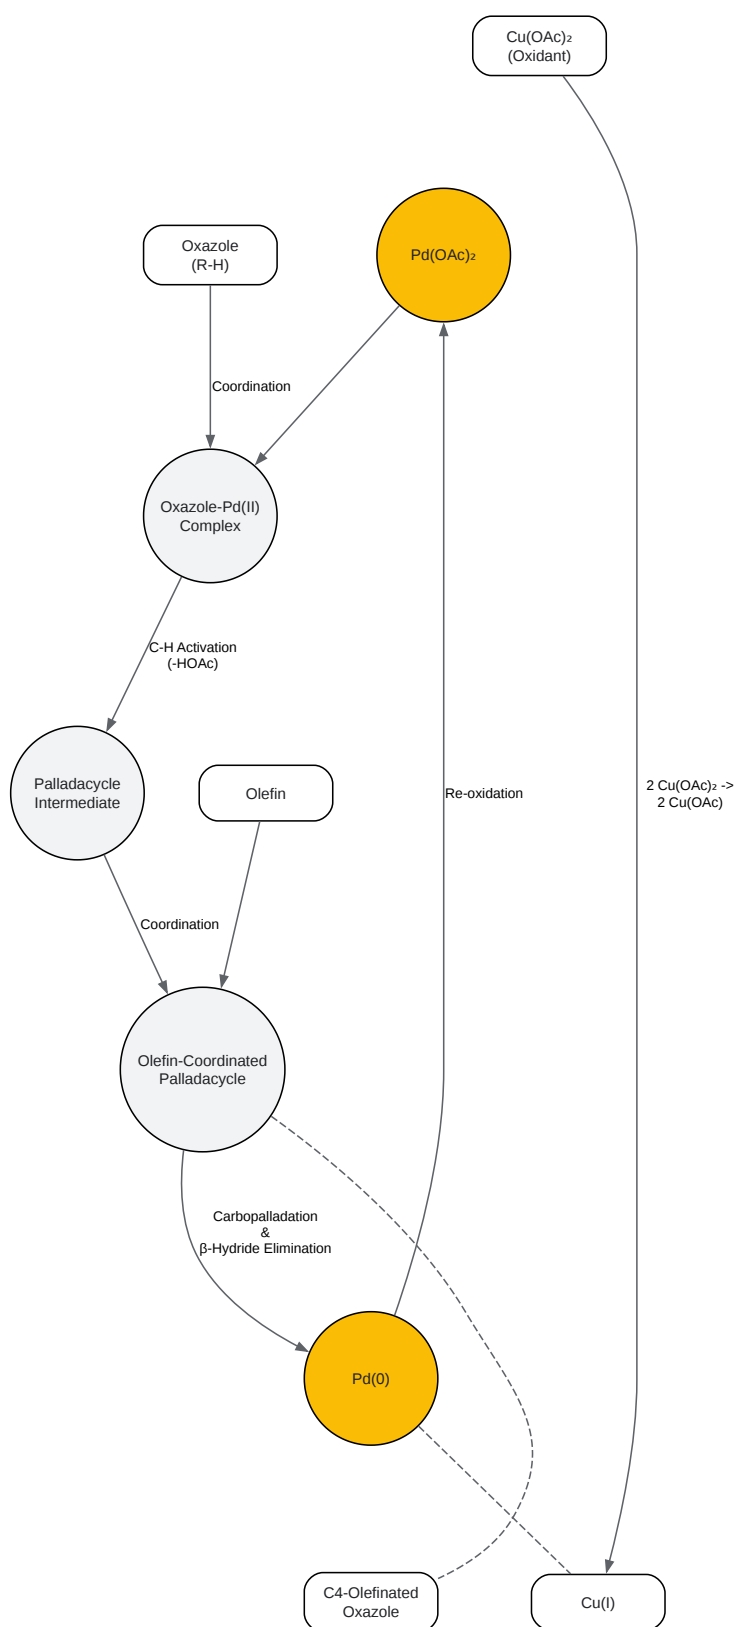 Cu(OAc)₂
(Oxidant)
Oxazole
(R-H)
Pd(OAc)₂
Coordination
Oxazole-Pd(II)
Complex
C-H Activation
(-HOAc)
Palladacycle
Intermediate
Olefin
Re-oxidation
2 Cu(OAc)₂ ->
2 Cu(OAc)
Coordination
Olefin-Coordinated
Palladacycle
Carbopalladation
&
β-Hydride Elimination
Pd(0)
C4-Olefinated
Oxazole
Cu(I)